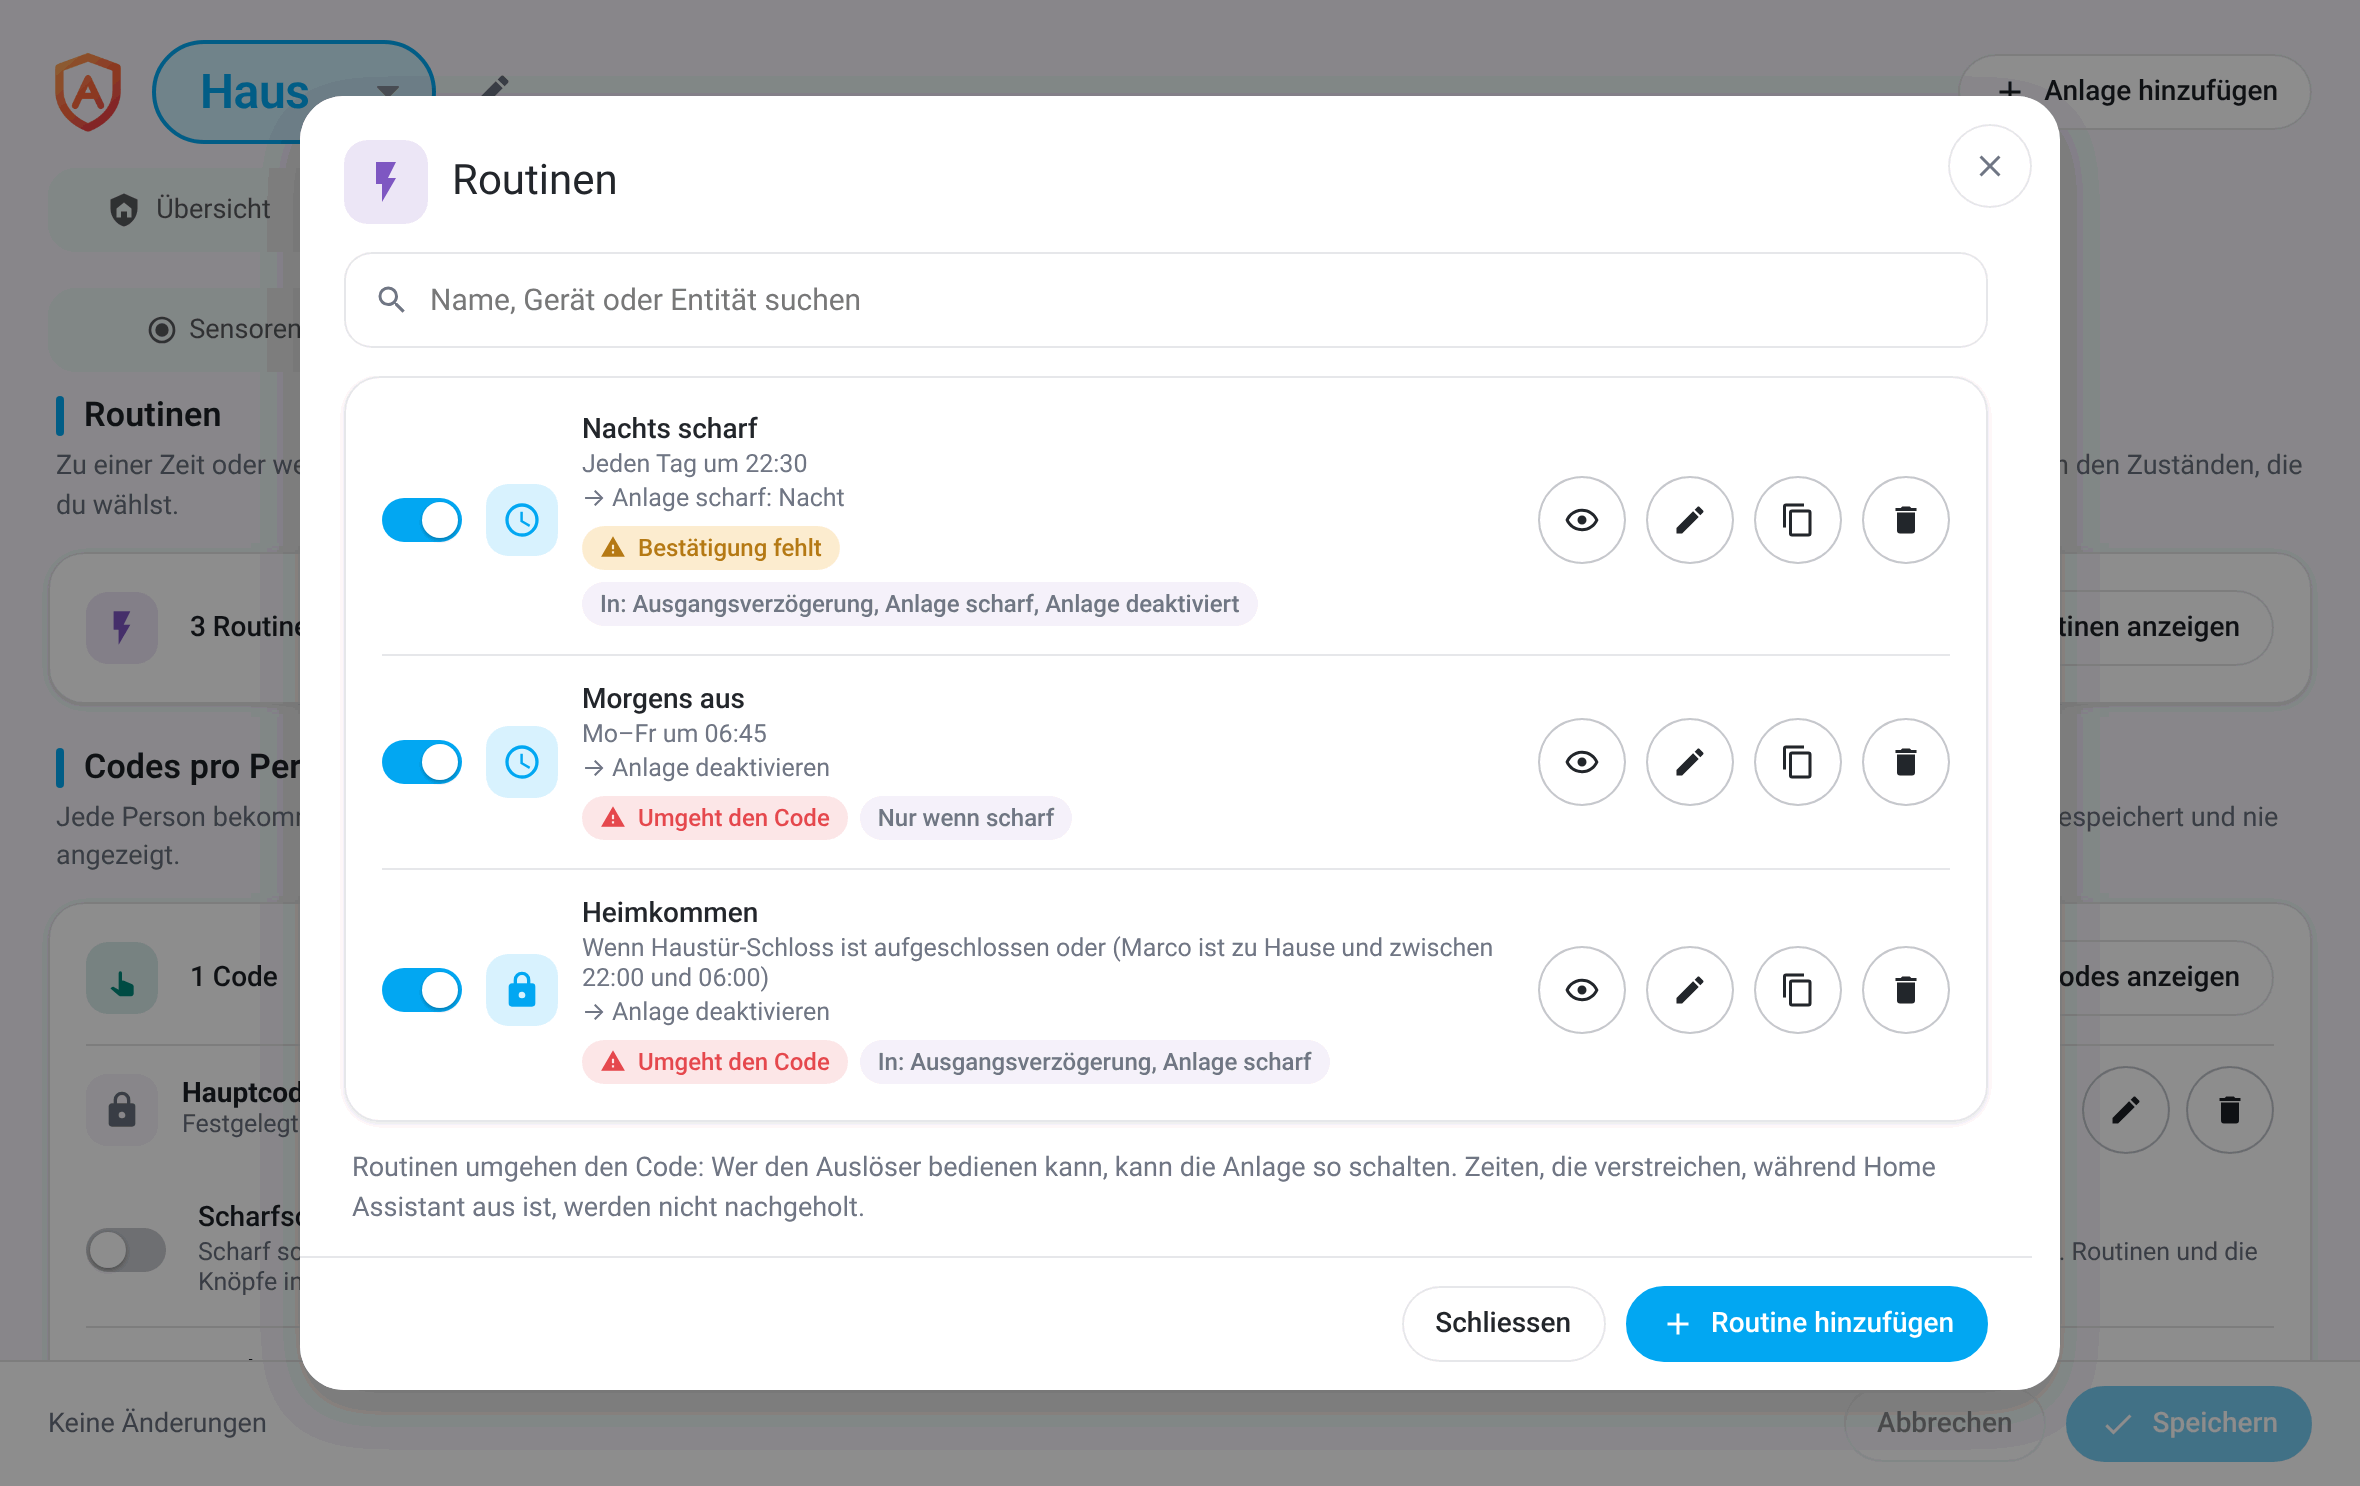 Haus
Anlage hinzufügen
Übersicht
Sensoren
Routinen
Zu einer Zeit oder
den Zuständen, die
du wählst.
3
tinen anzeigen
Codes pro
Jede Person
espeichert und nie
angezeigt.
1 Code
odes anzeigen
Festgelegt
Scharf
. Routinen und die
Knöpfe
Keine Änderungen
Abbrechen
Speichern
Routinen
Name, Gerät oder Entität suchen
Nachts scharf
Jeden Tag um 22:30
→ Anlage scharf: Nacht
Bestätigung fehlt
In: Ausgangsverzögerung, Anlage scharf, Anlage deaktiviert
Morgens aus
Mo–Fr um 06:45
→ Anlage deaktivieren
Umgeht den Code
Nur wenn scharf
Heimkommen
Wenn Haustür-Schloss ist aufgeschlossen oder (Marco ist zu Hause und zwischen
22:00 und 06:00)
→ Anlage deaktivieren
Umgeht den Code
In: Ausgangsverzögerung, Anlage scharf
Routinen umgehen den Code: Wer den Auslöser bedienen kann, kann die Anlage so schalten. Zeiten, die verstreichen, während Home
Assistant aus ist, werden nicht nachgeholt.
Schliessen
Routine hinzufügen